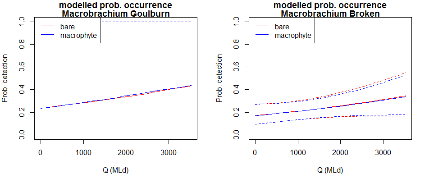 modelled prob. occurrence
Macrobrachium Goulburn
Prob. detection
1.0
0.8
0.6
0.4
0.2
0.0
bare
macrophyte
0
1000
2000
3000
Q (MLd)
modelled prob. occurrence
Macrobrachium Broken
Prob. detection
1.0
0.8
0.6
0.4
0.2
0.0
bare
macrophyte
0
1000
2000
3000
Q (MLd)